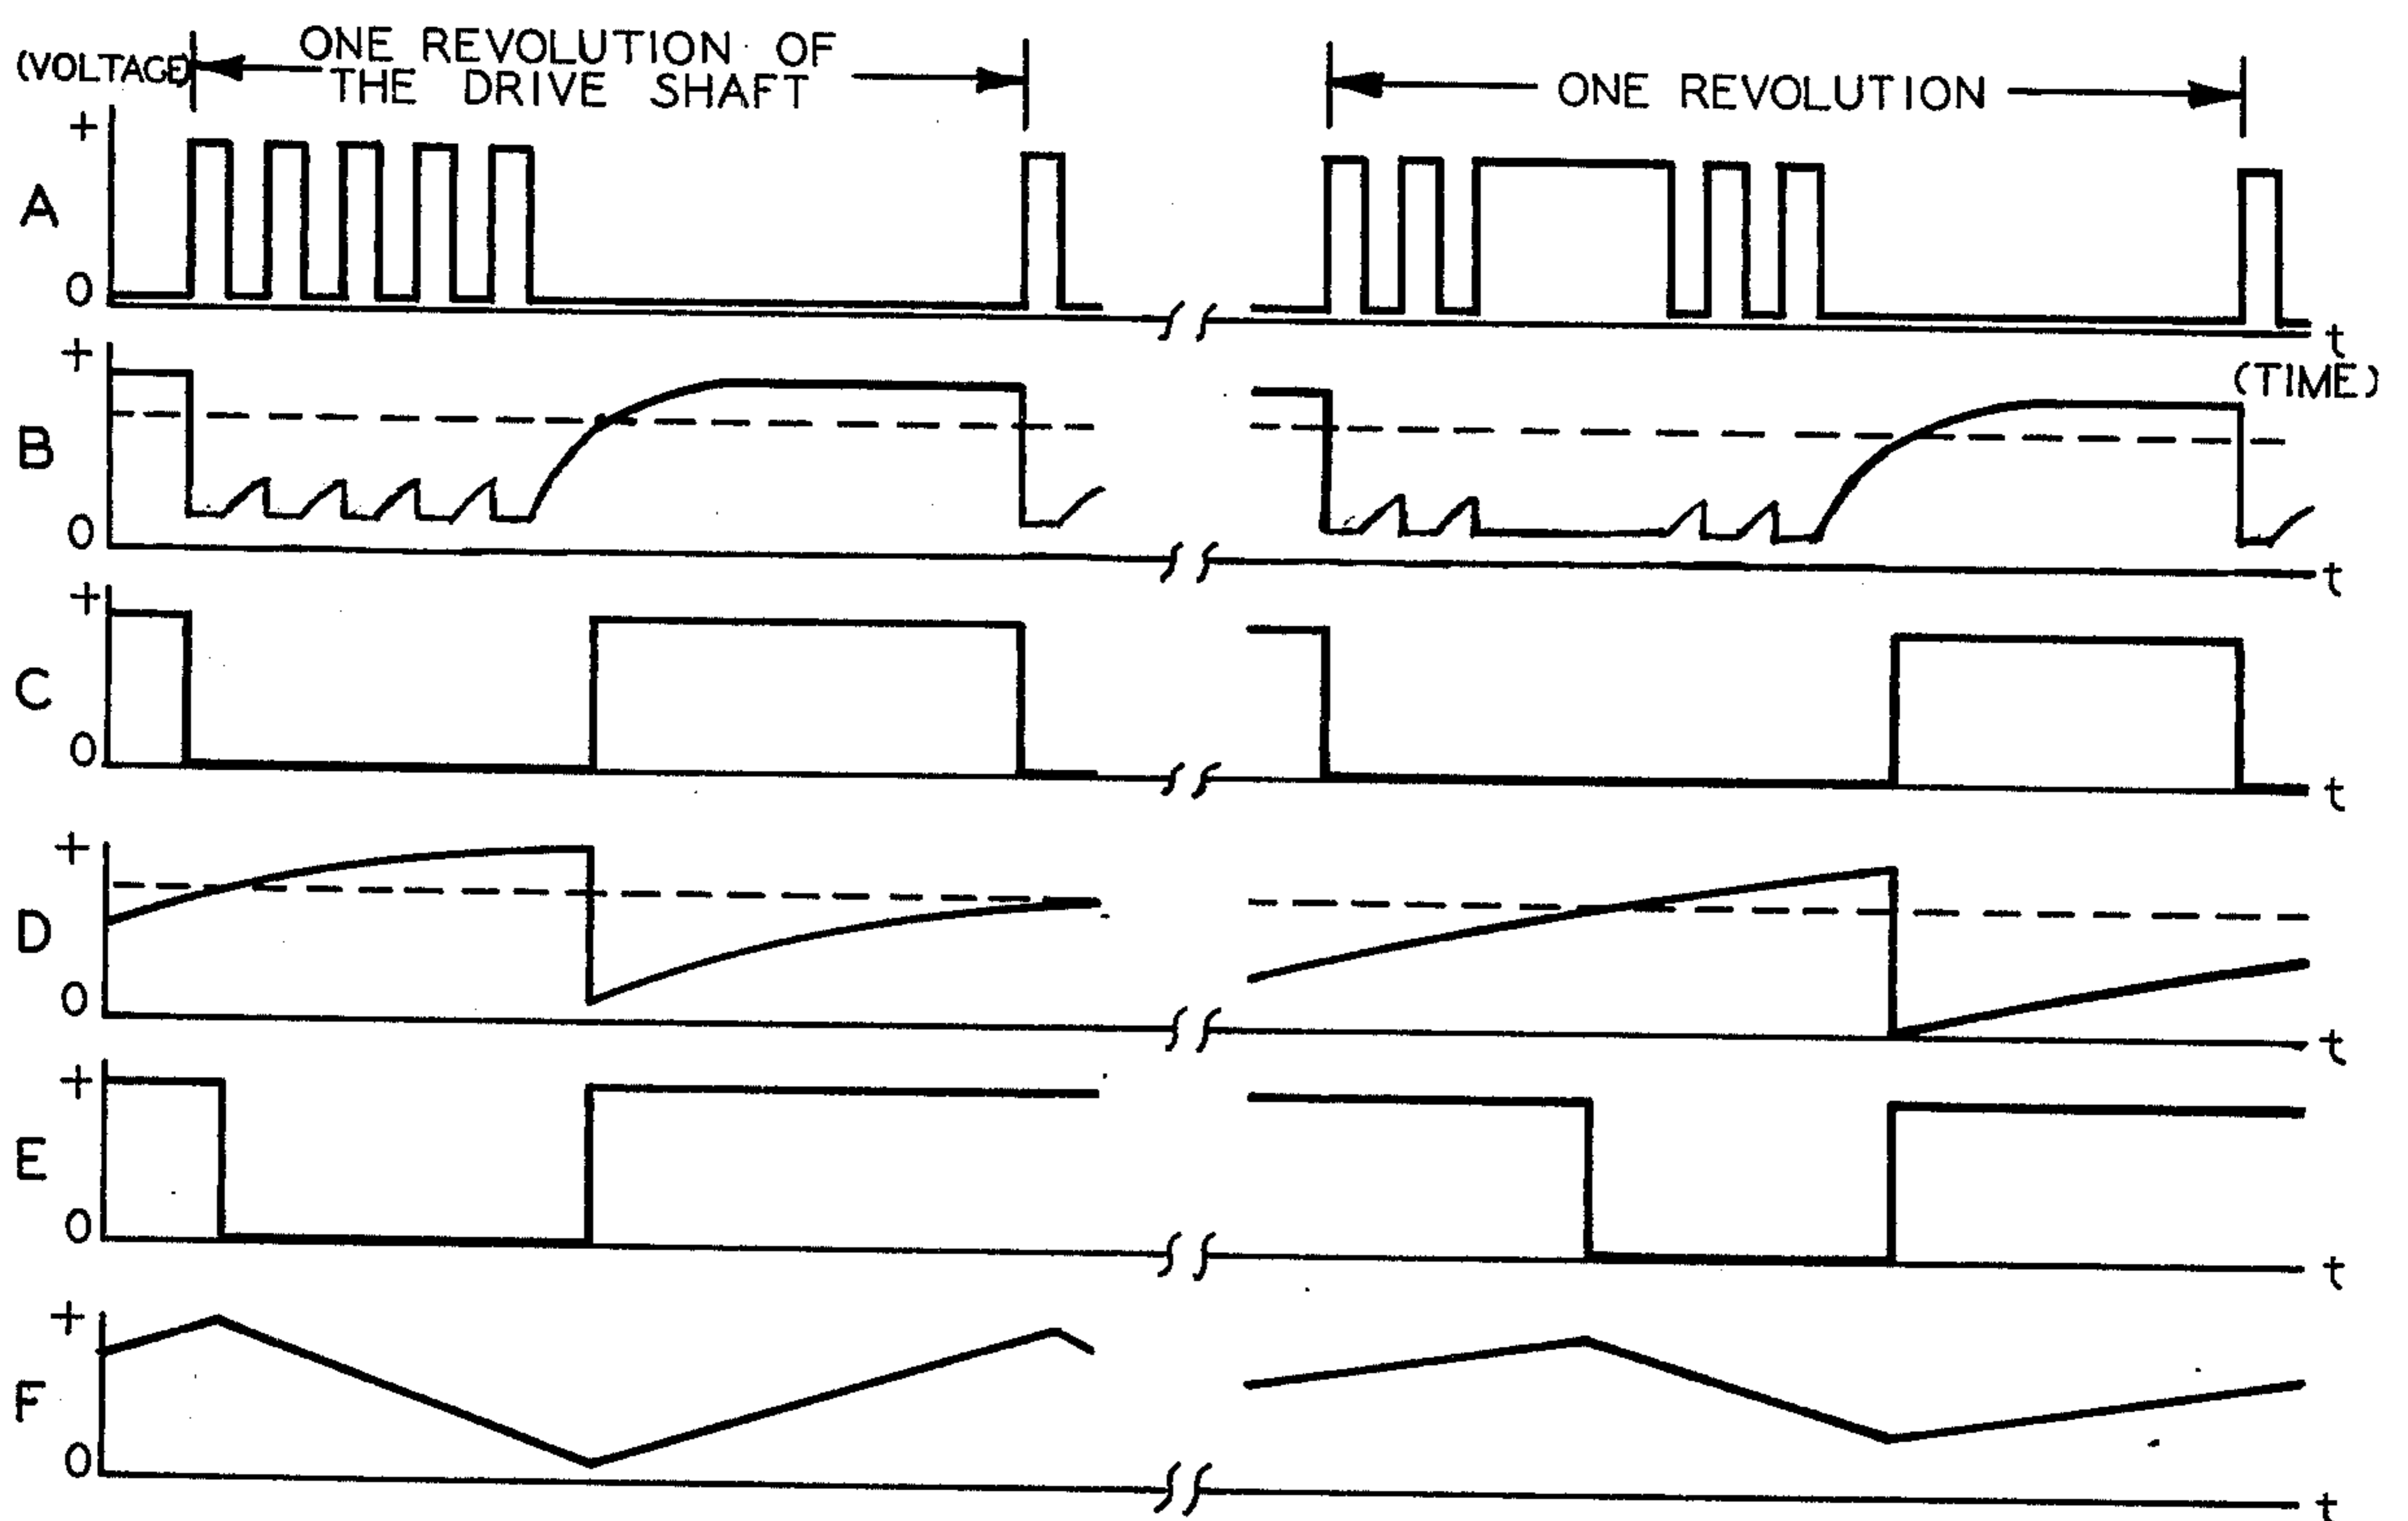 (VOLTAGE)
ONE REVOLUTION OF
THE DRIVE SHAFT
ONE REVOLUTION
+
A
0
t
(TIME)
+
B
0
t
+
C
0
t
+
D
0
t
+
E
0
t
+
F
0
t